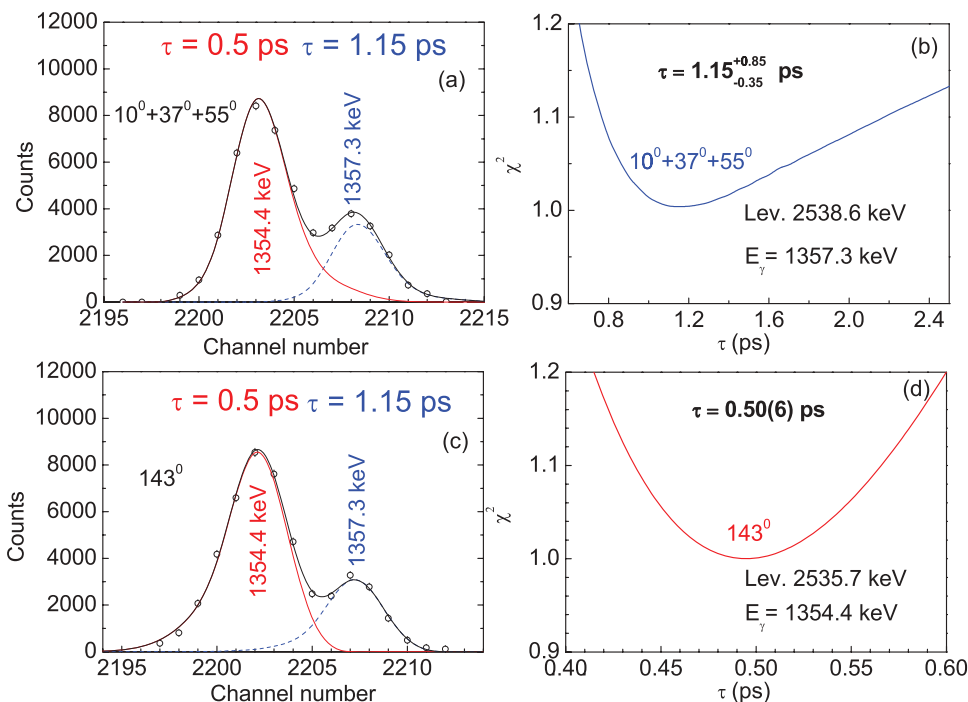 12000
10000
8000
6000
4000
2000
0
Counts
τ = 0.5 ps τ = 1.15 ps
(a)
10⁰+37⁰+55⁰
1354.4 keV
1357.3 keV
2195 2200 2205 2210 2215
Channel number
1.2
1.1
1.0
0.9
χ²
(b)
τ = 1.15 +0.85 -0.35 ps
10⁰+37⁰+55⁰
Lev. 2538.6 keV
Eγ = 1357.3 keV
0.8 1.2 1.6 2.0 2.4
τ (ps)
12000
10000
8000
6000
4000
2000
0
Counts
τ = 0.5 ps τ = 1.15 ps
(c)
143⁰
1354.4 keV
1357.3 keV
2195 2200 2205 2210
Channel number
1.2
1.1
1.0
0.9
χ²
(d)
τ = 0.50(6) ps
143⁰
Lev. 2535.7 keV
Eγ = 1354.4 keV
0.40 0.45 0.50 0.55 0.60
τ (ps)